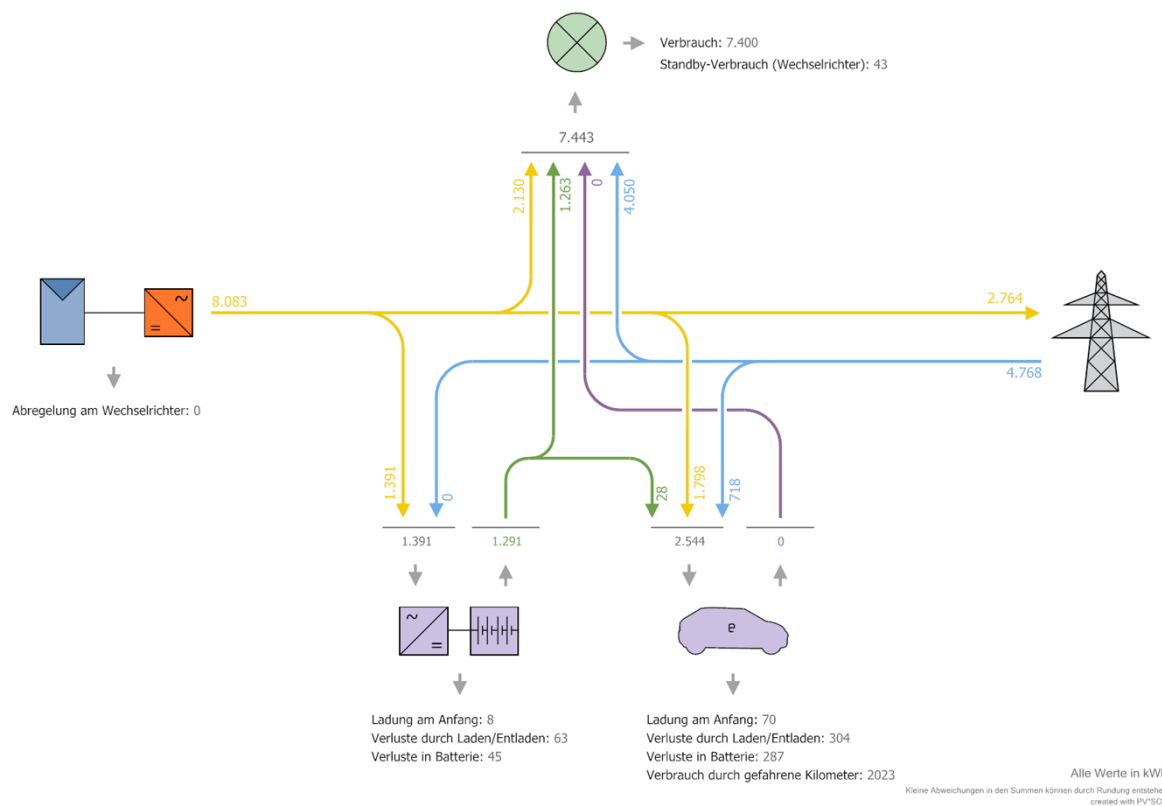 Verbrauch: 7.400
Standby-Verbrauch (Wechselrichter): 43
7.443
2.130
1.263
0
4.050
8.083
2.764
4.768
Abregelung am Wechselrichter: 0
1.391
0
28
1.798
718
1.391
1.291
2.544
0
~
=
~
=
e
Ladung am Anfang: 8
Verluste durch Laden/Entladen: 63
Verluste in Batterie: 45
Ladung am Anfang: 70
Verluste durch Laden/Entladen: 304
Verluste in Batterie: 287
Verbrauch durch gefahrene Kilometer: 2023
Alle Werte in kW
Kleine Abweichungen in den Summen können durch Rundung entstehe
created with PV*SO